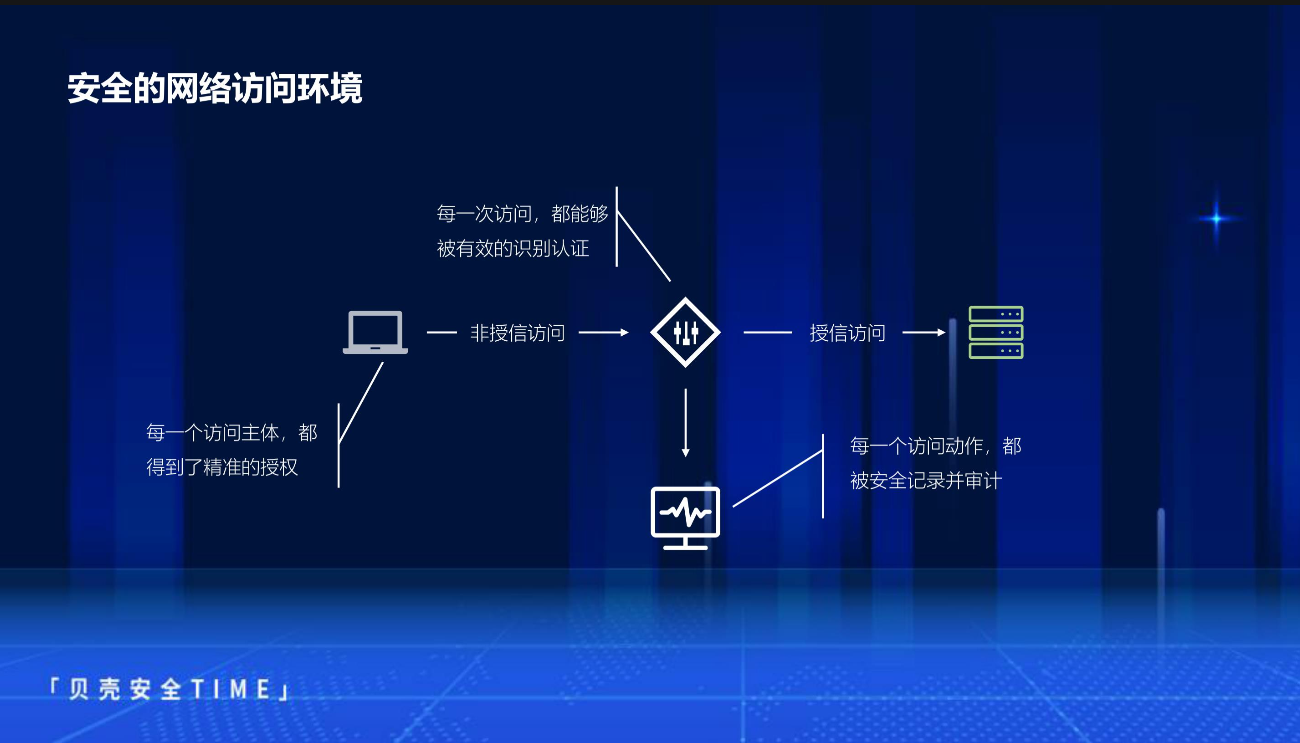 安全的网络访问环境
每一次访问，都能够
被有效的识别认证
非授信访问
授信访问
每一个访问主体，都
得到了精准的授权
每一个访问动作，都
被安全记录并审计
「贝壳安全TIME」